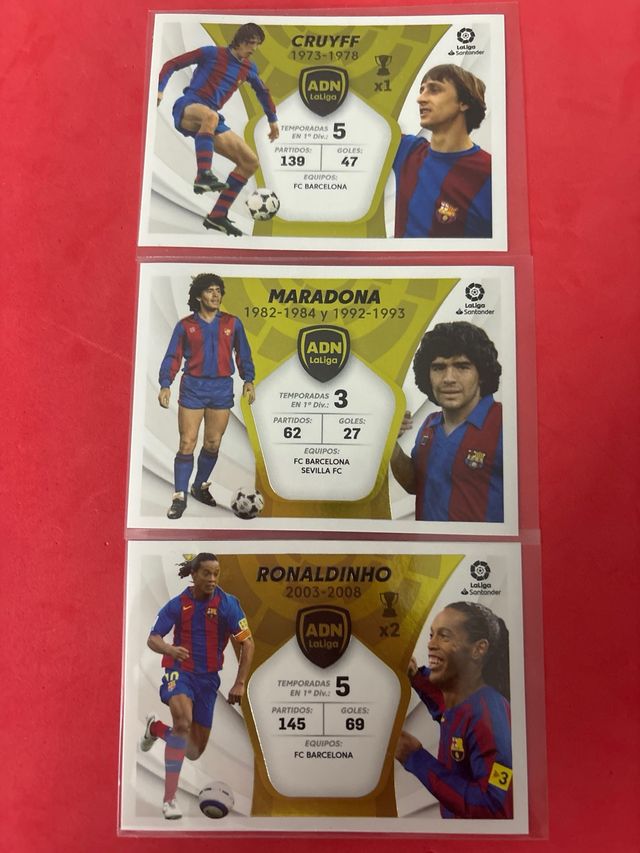 CRUYFF
1973-1978
LaLiga
Santander
x1
ADN
LaLiga
TEMPORADAS
EN 1ª DIV.: 5
PARTIDOS: GOLES:
139 47
EQUIPOS:
FC BARCELONA
MARADONA
1982-1984 y 1992-1993
LaLiga
Santander
ADN
LaLiga
TEMPORADAS
EN 1ª DIV.: 3
PARTIDOS: GOLES:
62 27
EQUIPOS:
FC BARCELONA
SEVILLA FC
RONALDINHO
2003-2008
LaLiga
Santander
x2
ADN
LaLiga
TEMPORADAS
EN 1ª DIV.: 5
PARTIDOS: GOLES:
145 69
EQUIPOS:
FC BARCELONA
10
3